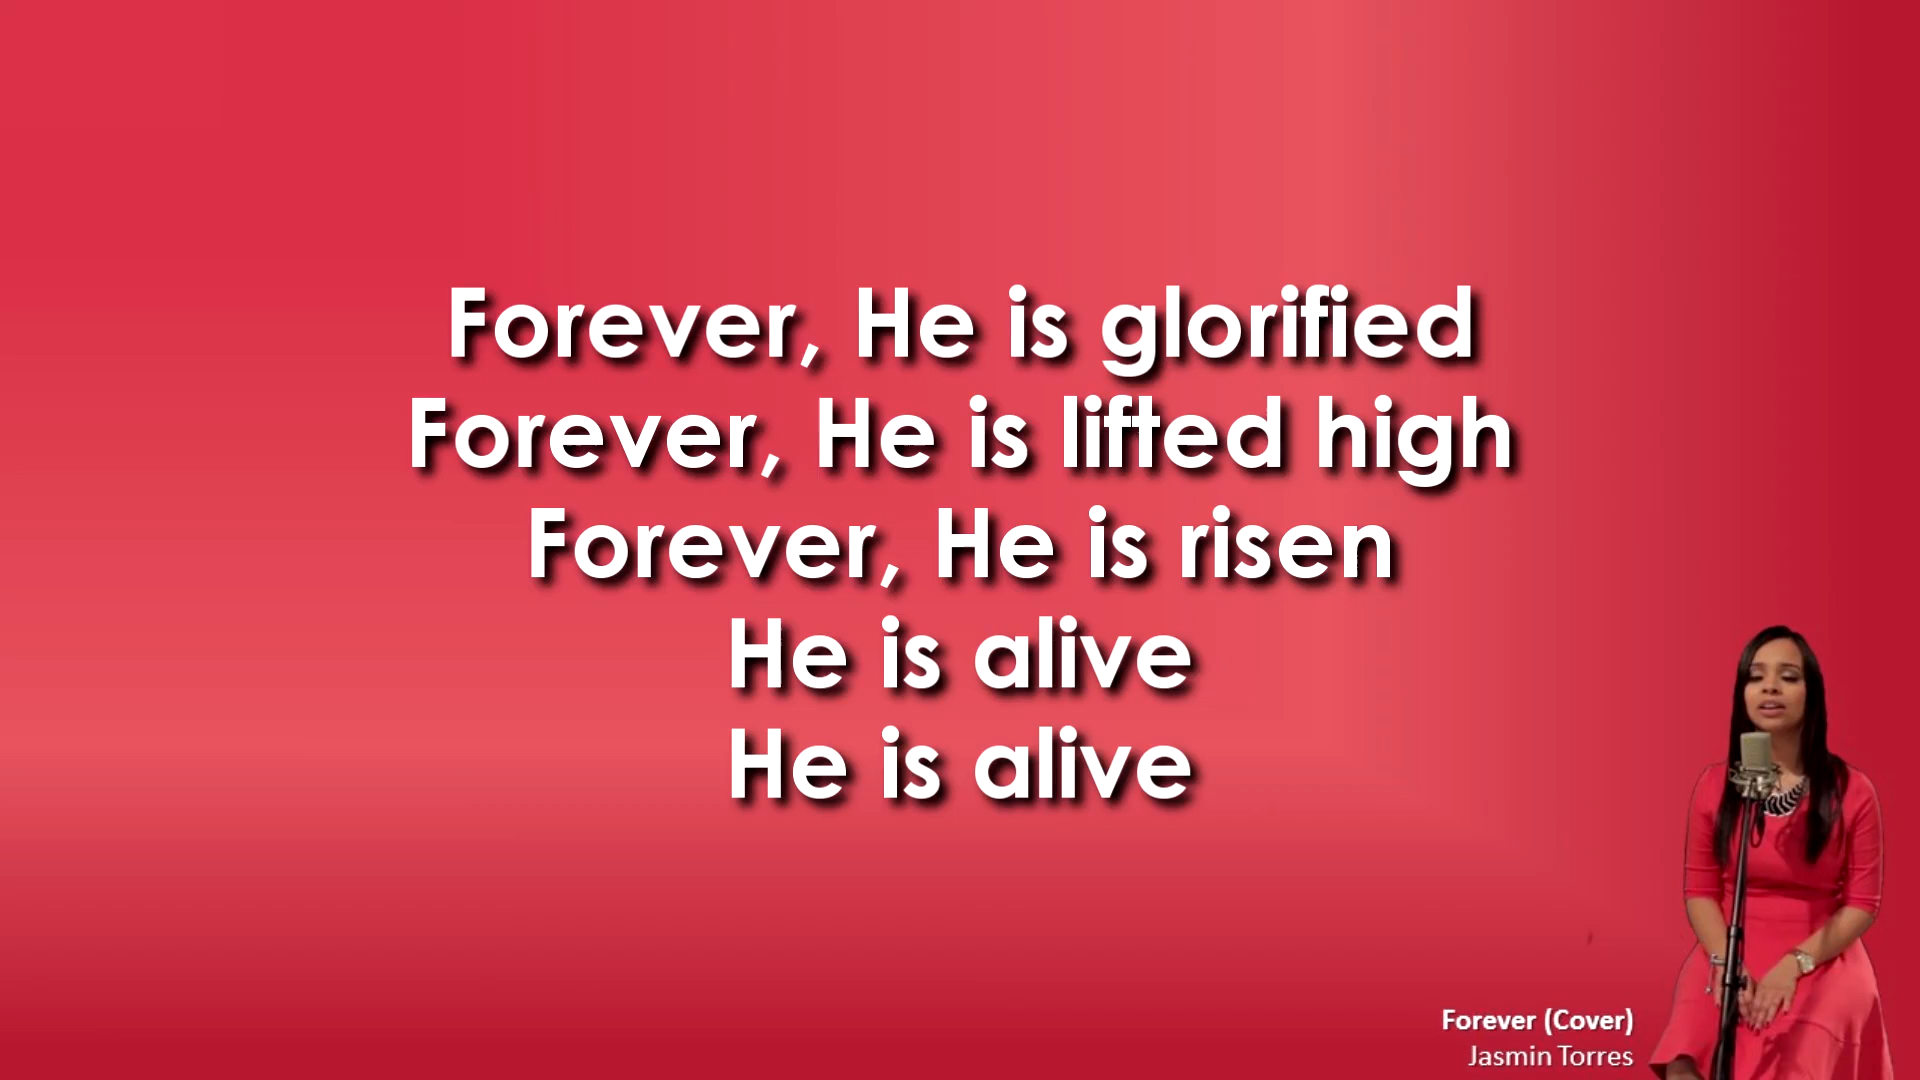 Forever, He is glorified
Forever, He is lifted high
Forever, He is risen
He is alive
He is alive
Forever (Cover)
Jasmin Torres